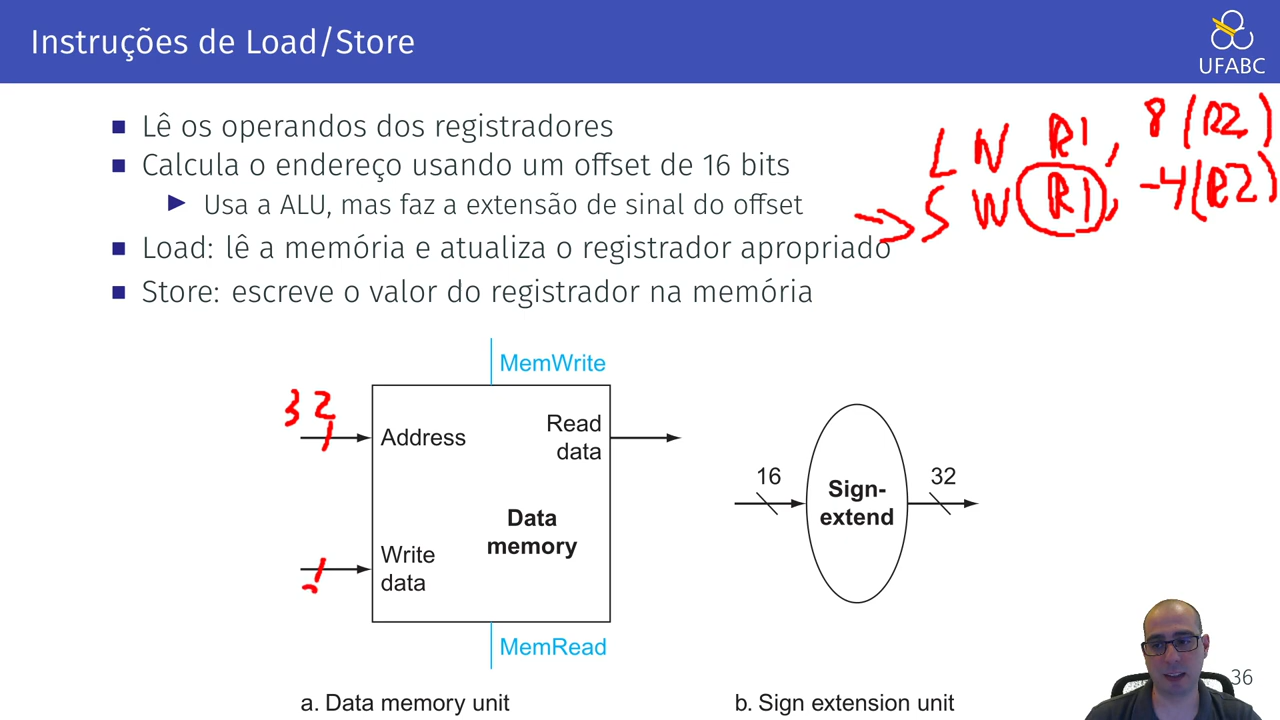 Instruções de Load/Store
UFABC
■ Lê os operandos dos registradores
■ Calcula o endereço usando um offset de 16 bits
▶ Usa a ALU, mas faz a extensão de sinal do offset
■ Load: lê a memória e atualiza o registrador apropriado
■ Store: escreve o valor do registrador na memória
LW R1, 8(R2)
SW R1, -4(R2)
MemWrite
32
Address
Read
data
Data
memory
Write
data
MemRead
16
Sign-
extend
32
a. Data memory unit
b. Sign extension unit
36